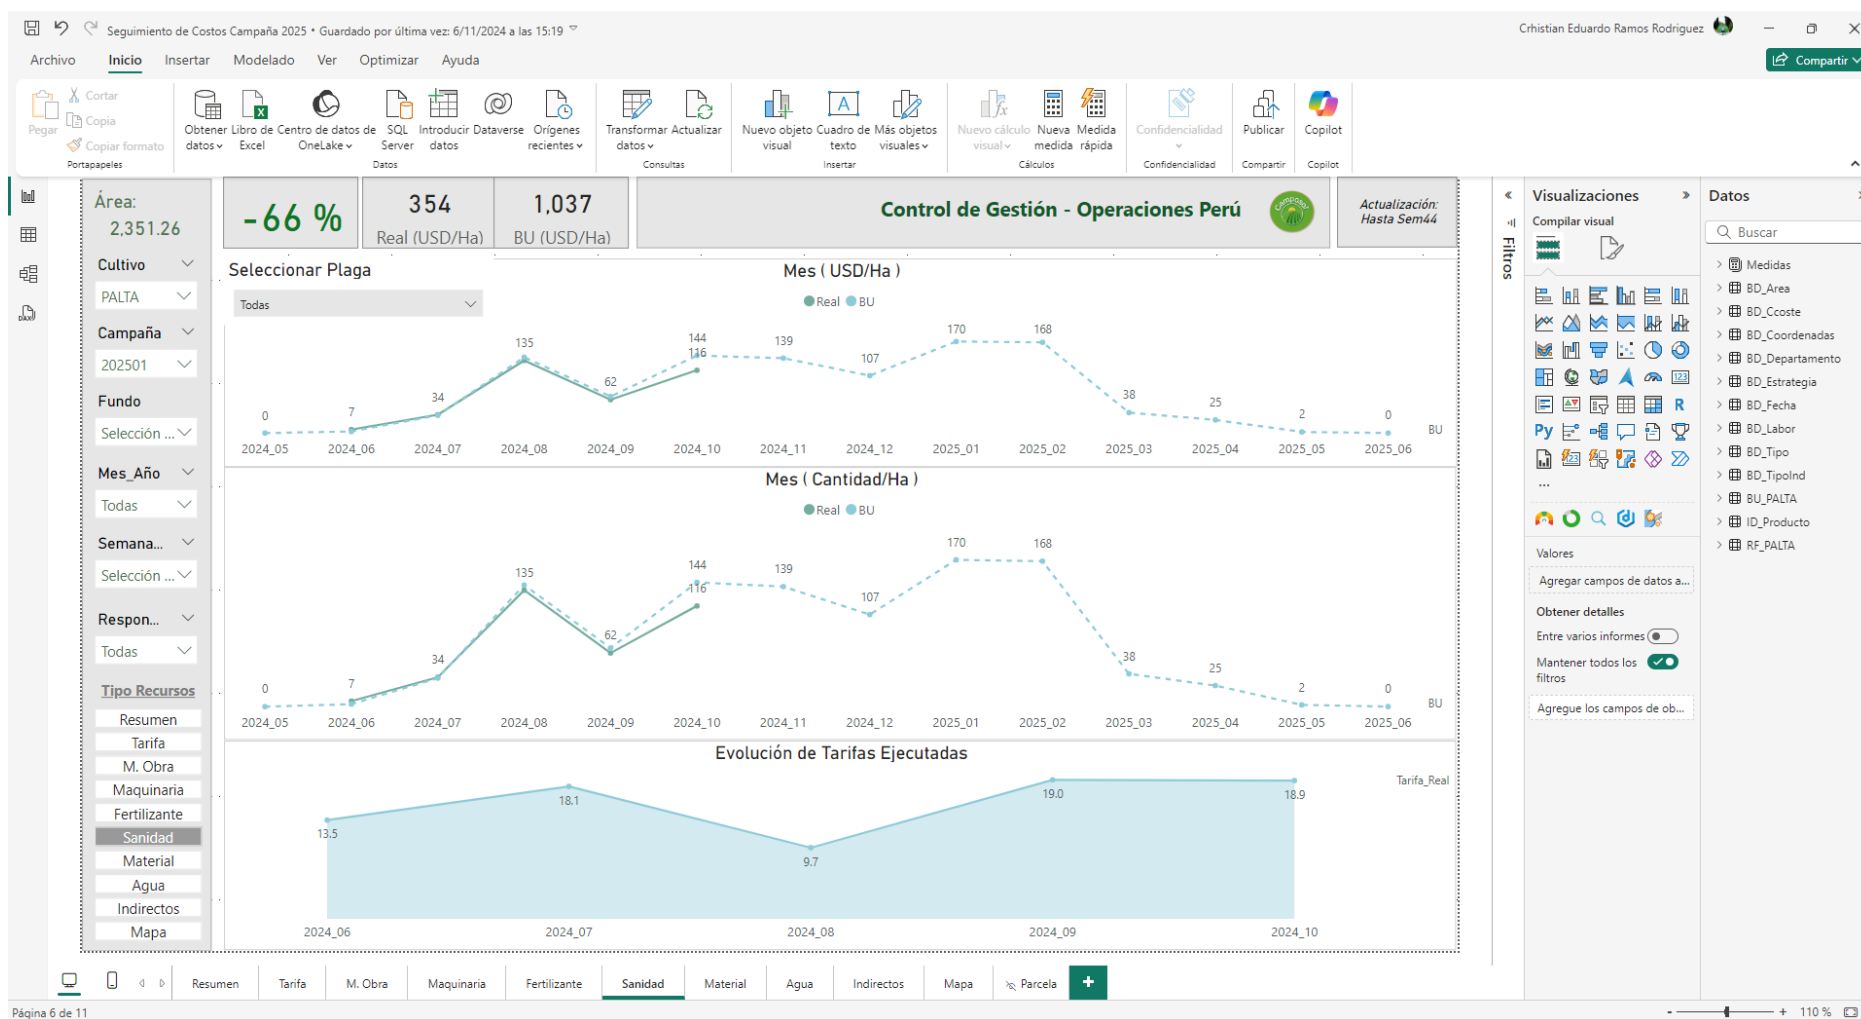 Seguimiento de Costos Campaña 2025 • Guardado por última vez: 6/11/2024 a las 15:19
Crhistian Eduardo Ramos Rodriguez
Archivo Inicio Insertar Modelado Ver Optimizar Ayuda
Compartir
Pegar
Cortar
Copia
Copiar formato
Portapapeles
Obtener datos
Libro de Excel
Centro de datos de OneLake
SQL Server
Introducir datos
Dataverse
Orígenes recientes
Datos
Transformar datos
Actualizar
Consultas
Nuevo objeto visual
Cuadro de texto
Más objetos visuales
Insertar
Nuevo cálculo visual
Nueva medida
Medida rápida
Cálculos
Confidencialidad
Confidencialidad
Publicar
Compartir
Copilot
Copilot
Área:
2,351.26
Cultivo
PALTA
Campaña
202501
Fundo
Selección ...
Mes_Año
Todas
Semana...
Selección ...
Respon...
Todas
Tipo Recursos
Resumen
Tarifa
M. Obra
Maquinaria
Fertilizante
Sanidad
Material
Agua
Indirectos
Mapa
-66 %
354
Real (USD/Ha)
1,037
BU (USD/Ha)
Control de Gestión - Operaciones Perú
Camposol
Actualización:
Hasta Sem44
Seleccionar Plaga
Todas
Mes ( USD/Ha )
Real BU
0 7 34 135 62 144 116 139 107 170 168 38 25 2 0
BU
2024_05 2024_06 2024_07 2024_08 2024_09 2024_10 2024_11 2024_12 2025_01 2025_02 2025_03 2025_04 2025_05 2025_06
Mes ( Cantidad/Ha )
Real BU
0 7 34 135 62 144 116 139 107 170 168 38 25 2 0
BU
2024_05 2024_06 2024_07 2024_08 2024_09 2024_10 2024_11 2024_12 2025_01 2025_02 2025_03 2025_04 2025_05 2025_06
Evolución de Tarifas Ejecutadas
Tarifa_Real
13.5 18.1 9.7 19.0 18.9
2024_06 2024_07 2024_08 2024_09 2024_10
Filtros
Visualizaciones
Compilar visual
123
R
Py
123
...
Valores
Agregar campos de datos a...
Obtener detalles
Entre varios informes
Mantener todos los
filtros
Agregue los campos de ob...
Datos
Buscar
Medidas
BD_Area
BD_Ccoste
BD_Coordenadas
BD_Departamento
BD_Estrategia
BD_Fecha
BD_Labor
BD_Tipo
BD_TipoInd
BU_PALTA
ID_Producto
RF_PALTA
Resumen Tarifa M. Obra Maquinaria Fertilizante Sanidad Material Agua Indirectos Mapa Parcela +
Página 6 de 11
- + 110 %